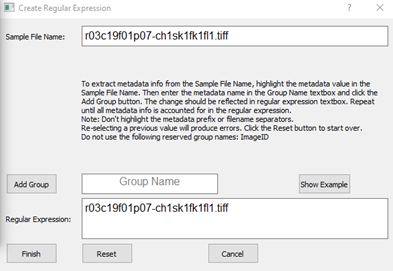 Create Regular Expression
? X
Sample File Name: r03c19f01p07-ch1sk1fk1fl1.tiff
To extract metadata info from the Sample File Name, highlight the metadata value in the
Sample File Name. Then enter the metadata name in the Group Name textbox and click the
Add Group button. The change should be reflected in regular expression textbox. Repeat
until all metadata info is accounted for in the filename.
Note: Don't highlight the metadata prefix or filename separators.
Re-selecting a previous value will produce errors. Click the Reset button to start over.
Do not use the following reserved group names: ImageID
Add Group Group Name Show Example
Regular Expression: r03c19f01p07-ch1sk1fk1fl1.tiff
Finish Reset Cancel